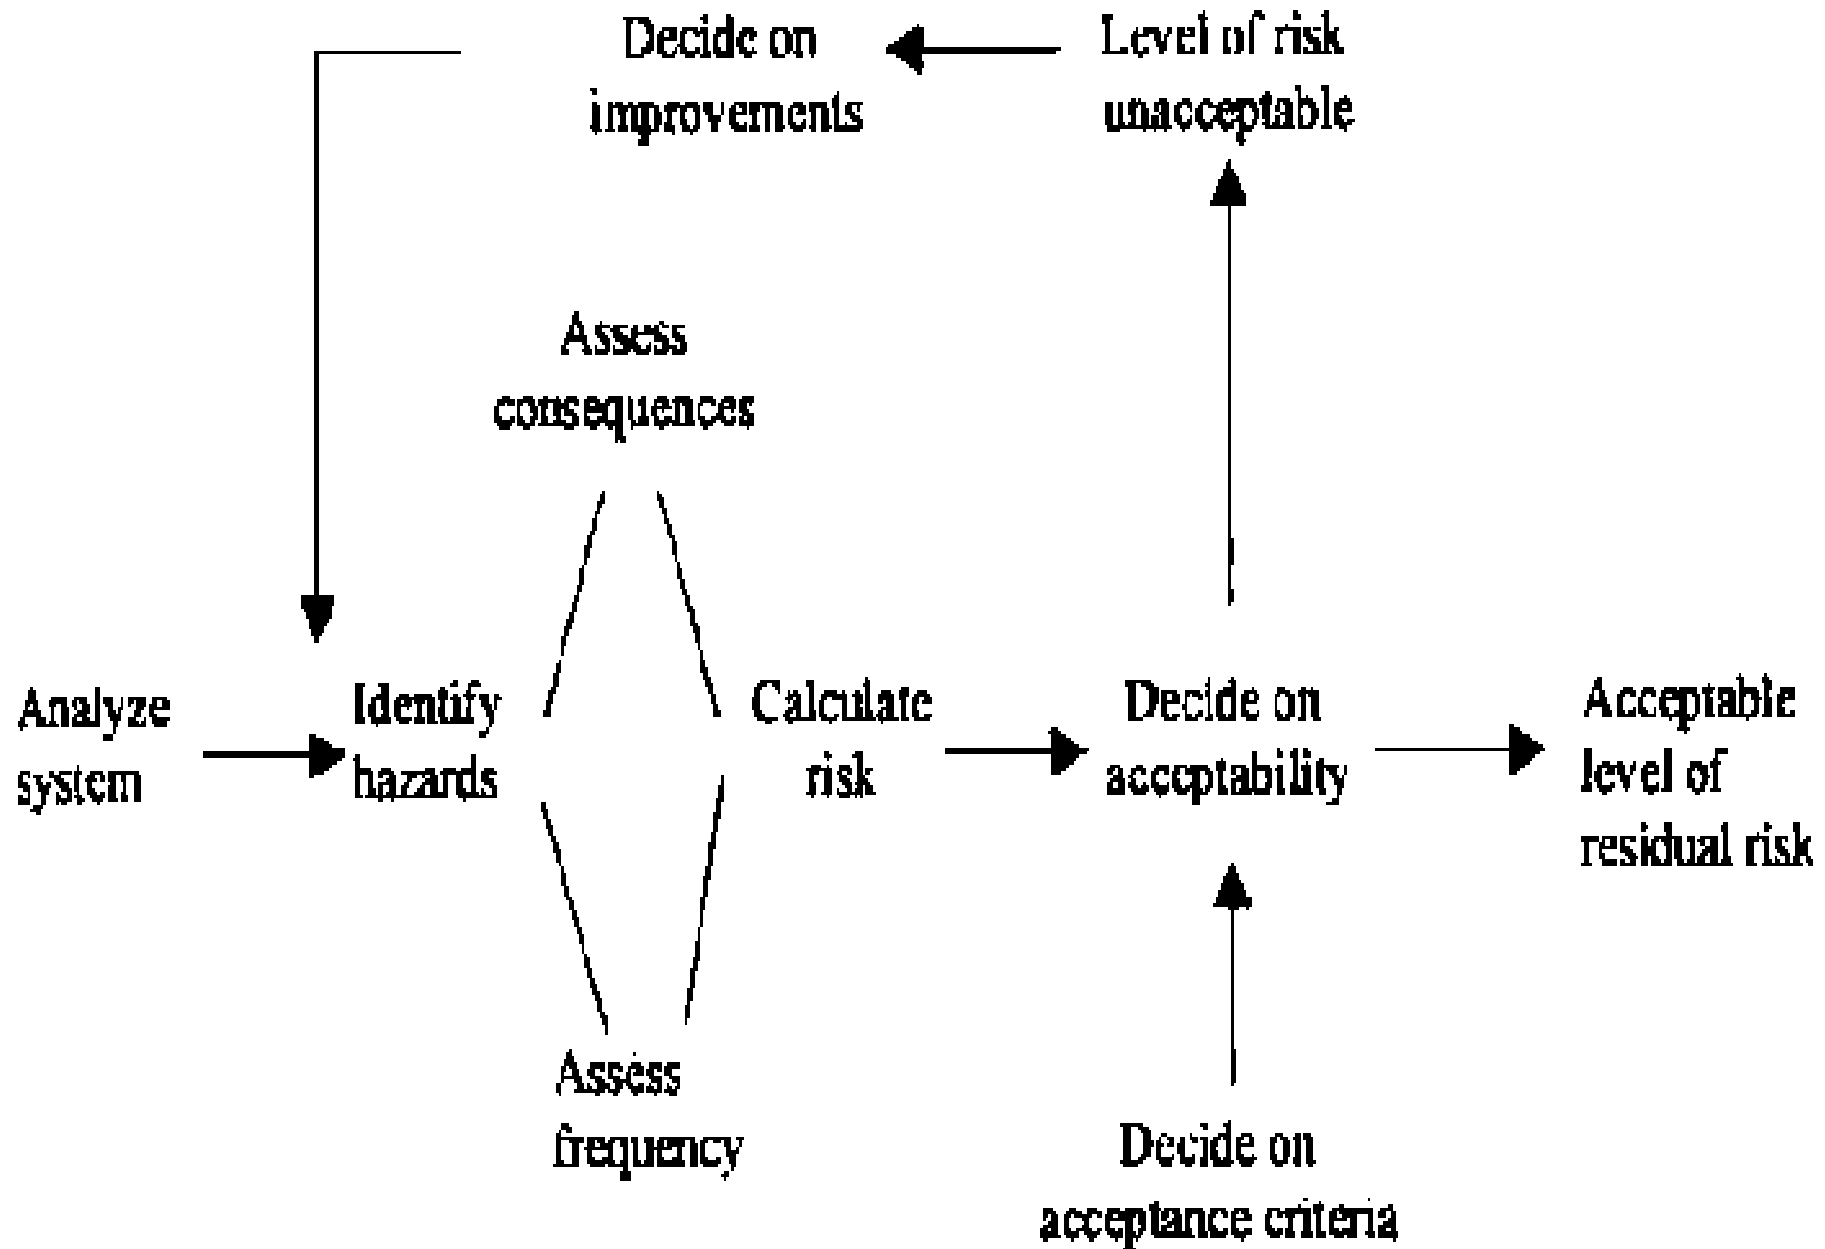 Decide on
improvements
Level of risk
unacceptable
Assess
consequences
Analyze
system
Identify
hazards
Calculate
risk
Decide on
acceptability
Acceptable
level of
residual risk
Assess
frequency
Decide on
acceptance criteria